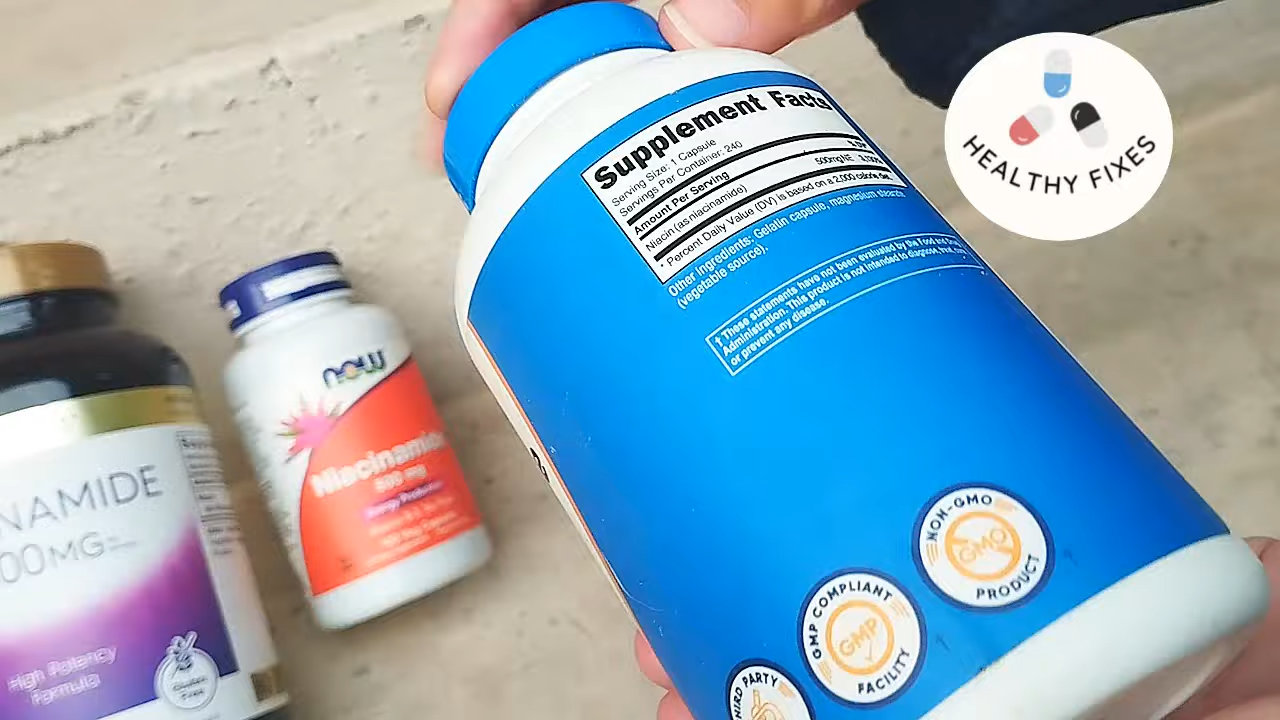 Supplement Facts
Serving Size: 1 Capsule
Servings Per Container: 240
Amount Per Serving
Niacin (as niacinamide) 500mg NE
* Percent Daily Value (DV) is based on a 2,000 calorie diet.
Other ingredients: Gelatin capsule, magnesium stearate
(vegetable source).
† These statements have not been evaluated by the Food and Drug
Administration. This product is not intended to diagnose, treat, cure
or prevent any disease.
NON-GMO
GMO
PRODUCT
GMP COMPLIANT
GMP
FACILITY
PARTY
HEALTHY FIXES
now
Niacinamide
500 mg
NAMIDE
00MG
High Potency
Formula
Gluten
Free